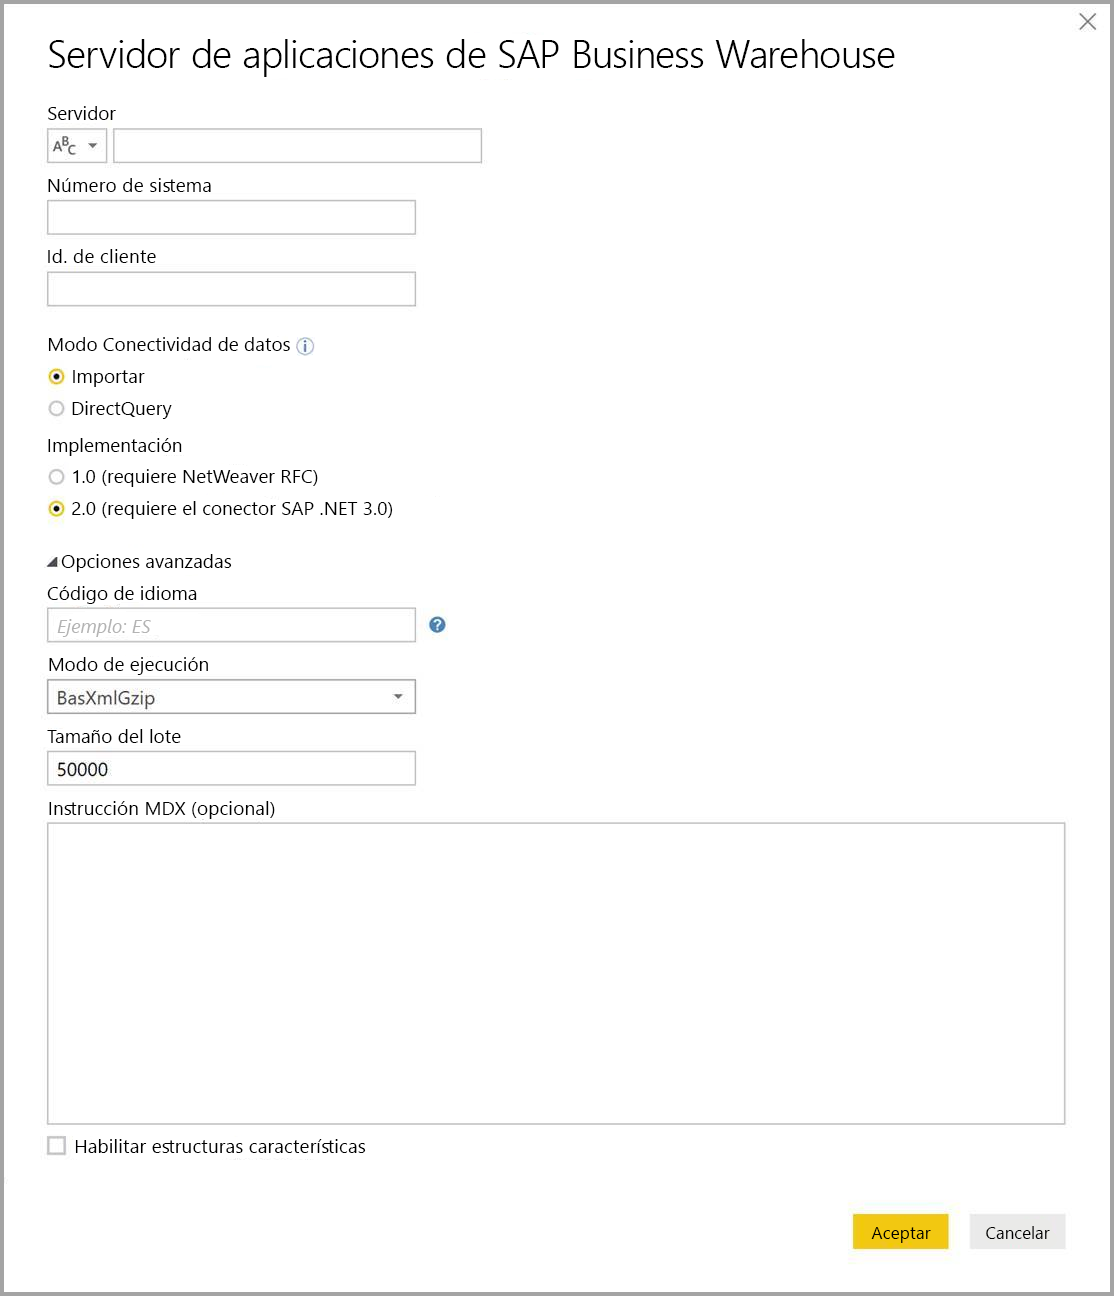 Servidor de aplicaciones de SAP Business Warehouse
Servidor
ABC
Número de sistema
Id. de cliente
Modo Conectividad de datos
Importar
DirectQuery
Implementación
1.0 (requiere NetWeaver RFC)
2.0 (requiere el conector SAP .NET 3.0)
Opciones avanzadas
Código de idioma
Ejemplo: ES
Modo de ejecución
BasXmlGzip
Tamaño del lote
50000
Instrucción MDX (opcional)
Habilitar estructuras características
Aceptar Cancelar